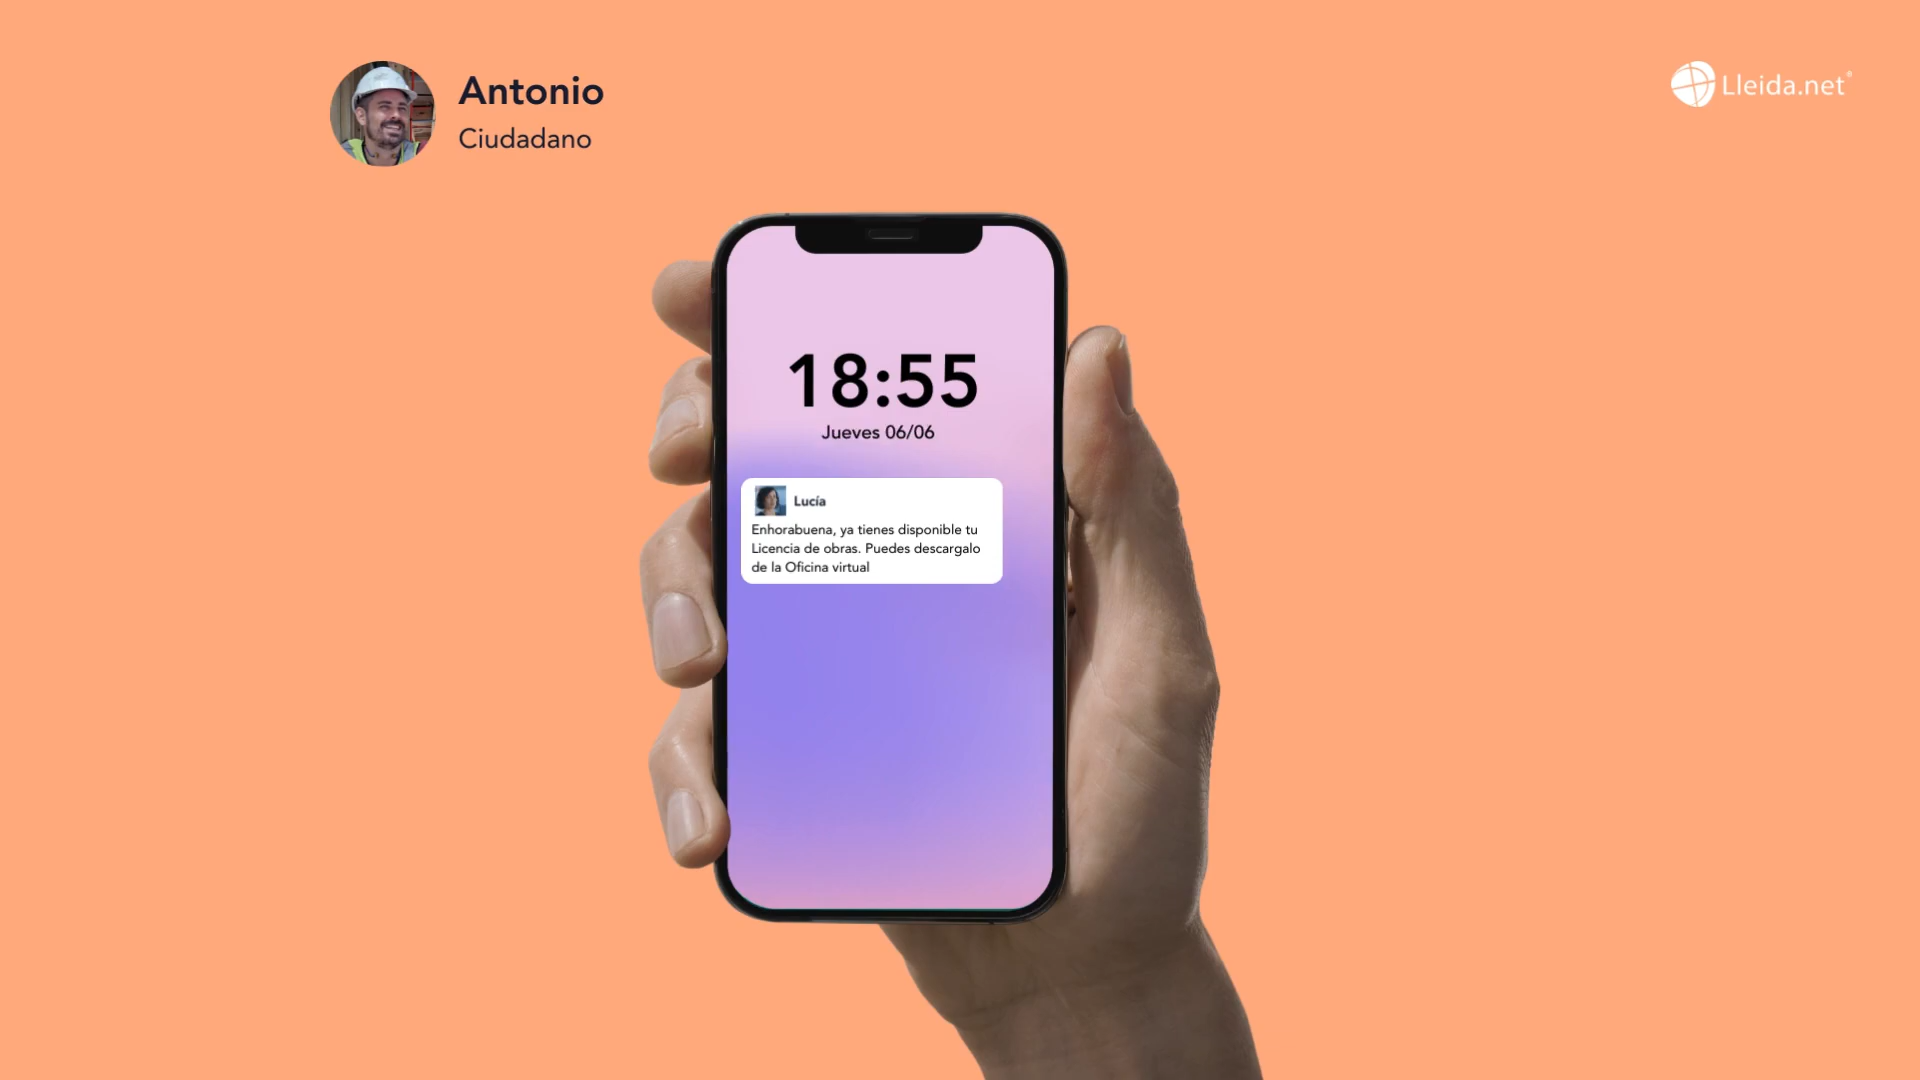 Antonio
Ciudadano
Lleida.net®
18:55
Jueves 06/06
Lucía
Enhorabuena, ya tienes disponible tu
Licencia de obras. Puedes descargalo
de la Oficina virtual